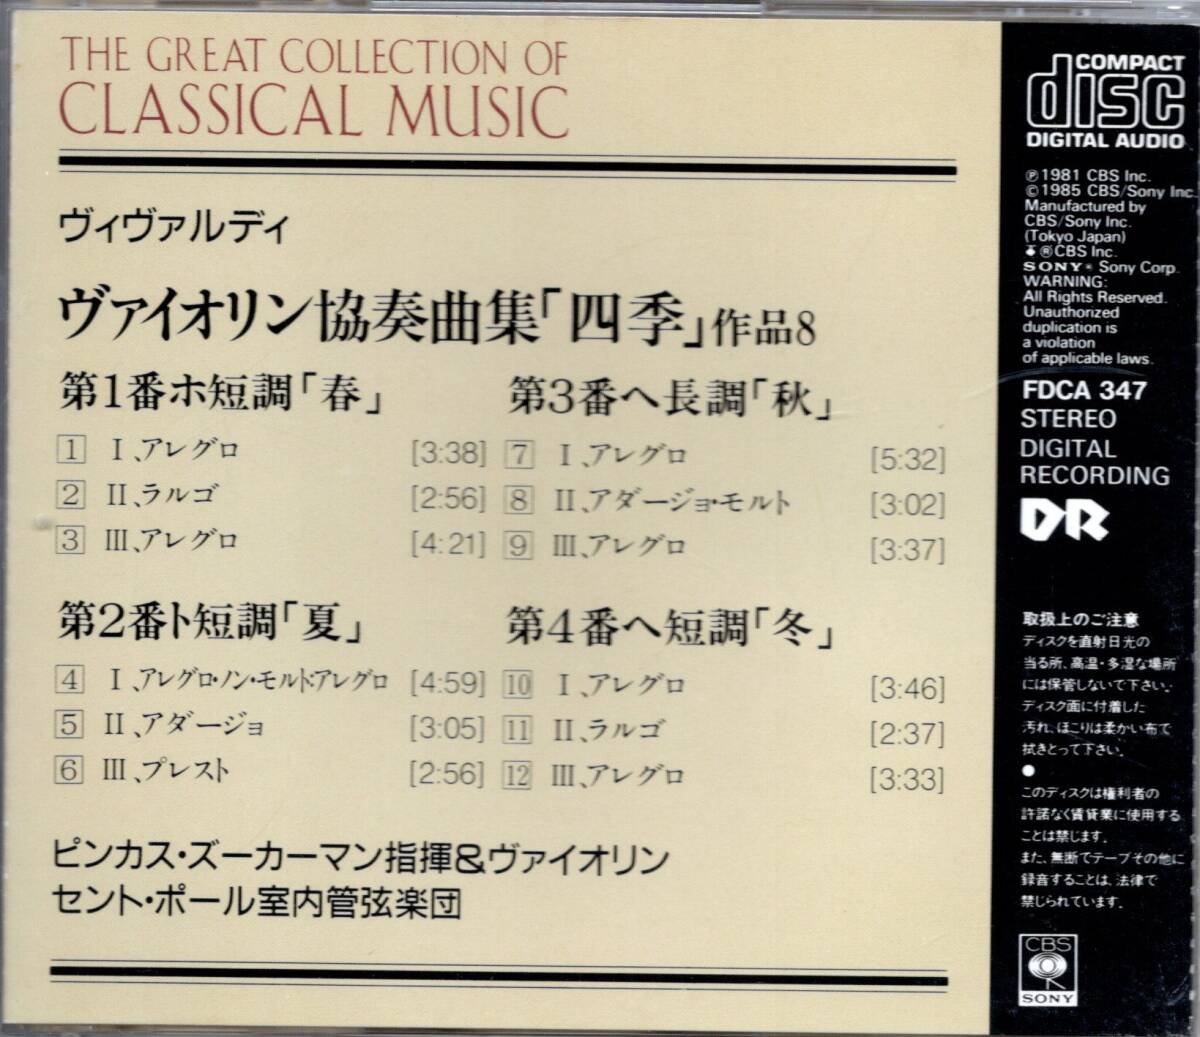 THE GREAT COLLECTION OF
CLASSICAL MUSIC
ヴィヴァルディ
ヴァイオリン協奏曲集「四季」作品8
第1番ホ短調「春」
1 I、アレグロ [3:38]
2 II、ラルゴ [2:56]
3 III、アレグロ [4:21]
第2番ト短調「夏」
4 I、アレグロ・ノン・モルト:アレグロ [4:59]
5 II、アダージョ [3:05]
6 III、プレスト [2:56]
第3番ヘ長調「秋」
7 I、アレグロ [5:32]
8 II、アダージョ・モルト [3:02]
9 III、アレグロ [3:37]
第4番ヘ短調「冬」
10 I、アレグロ [3:46]
11 II、ラルゴ [2:37]
12 III、アレグロ [3:33]
ピンカス・ズーカーマン指揮&ヴァイオリン
セント・ポール室内管弦楽団
COMPACT
disc
DIGITAL AUDIO
℗1981 CBS Inc.
©1985 CBS/Sony Inc.
Manufactured by
CBS/Sony Inc.
(Tokyo Japan)
®CBS Inc.
SONY® Sony Corp.
WARNING:
All Rights Reserved.
Unauthorized
duplication is
a violation
of applicable laws.
FDCA 347
STEREO
DIGITAL
RECORDING
DR
取扱上のご注意
ディスクを直射日光の
当る所、高温・多湿な場所
には保管しないで下さい。
ディスク面に付着した
汚れ、ほこりは柔かい布で
拭きとって下さい。
●
このディスクは権利者の
許諾なく賃貸業に使用する
ことは禁じます。
また、無断でテープその他に
録音することは、法律で
禁じられています。
CBS
SONY